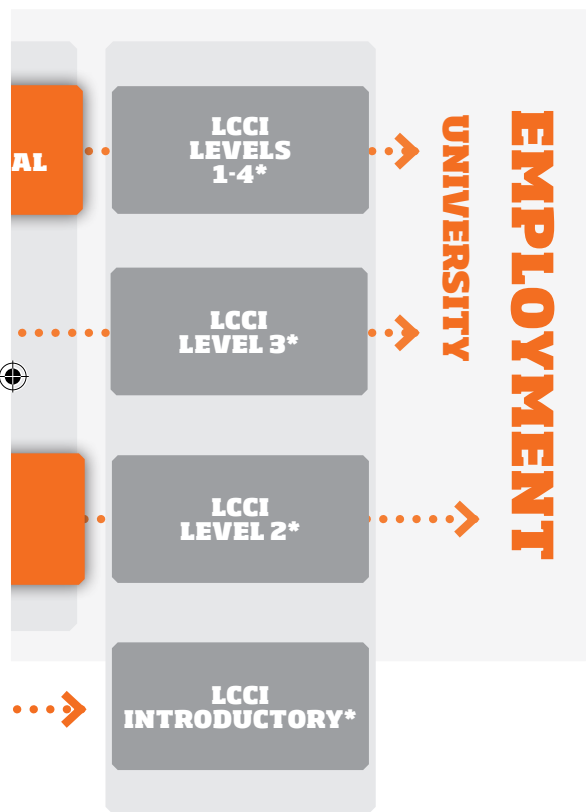 AL
LCCI
LEVELS
1-4*
LCCI
LEVEL 3*
LCCI
LEVEL 2*
LCCI
INTRODUCTORY*
UNIVERSITY
EMPLOYMENT